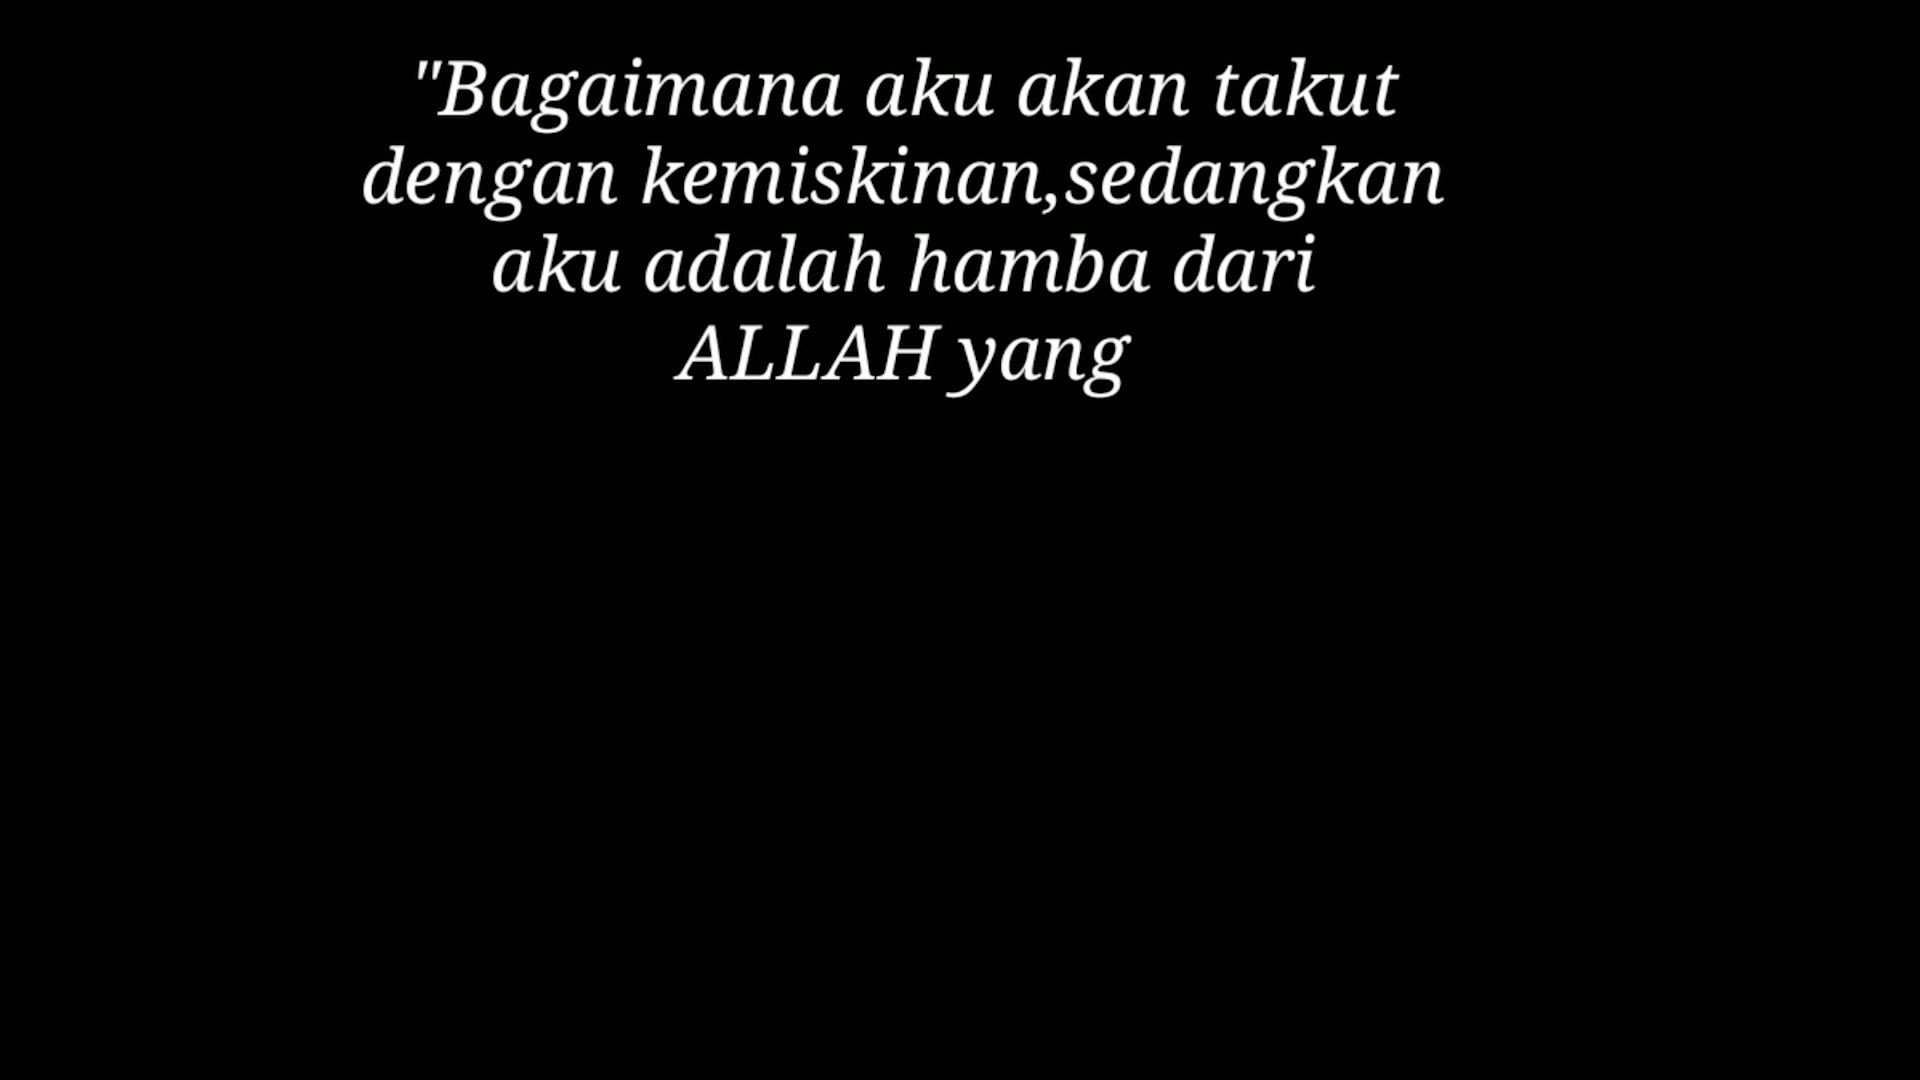 "Bagaimana aku akan takut
dengan kemiskinan,sedangkan
aku adalah hamba dari
ALLAH yang